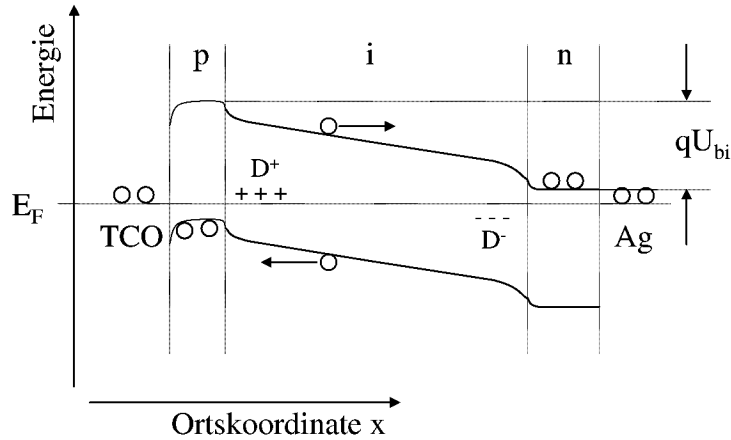 Energie
p i n
qU_bi
D⁺
+ + +
E_F
- - -
TCO D⁻ Ag
Ortskoordinate x